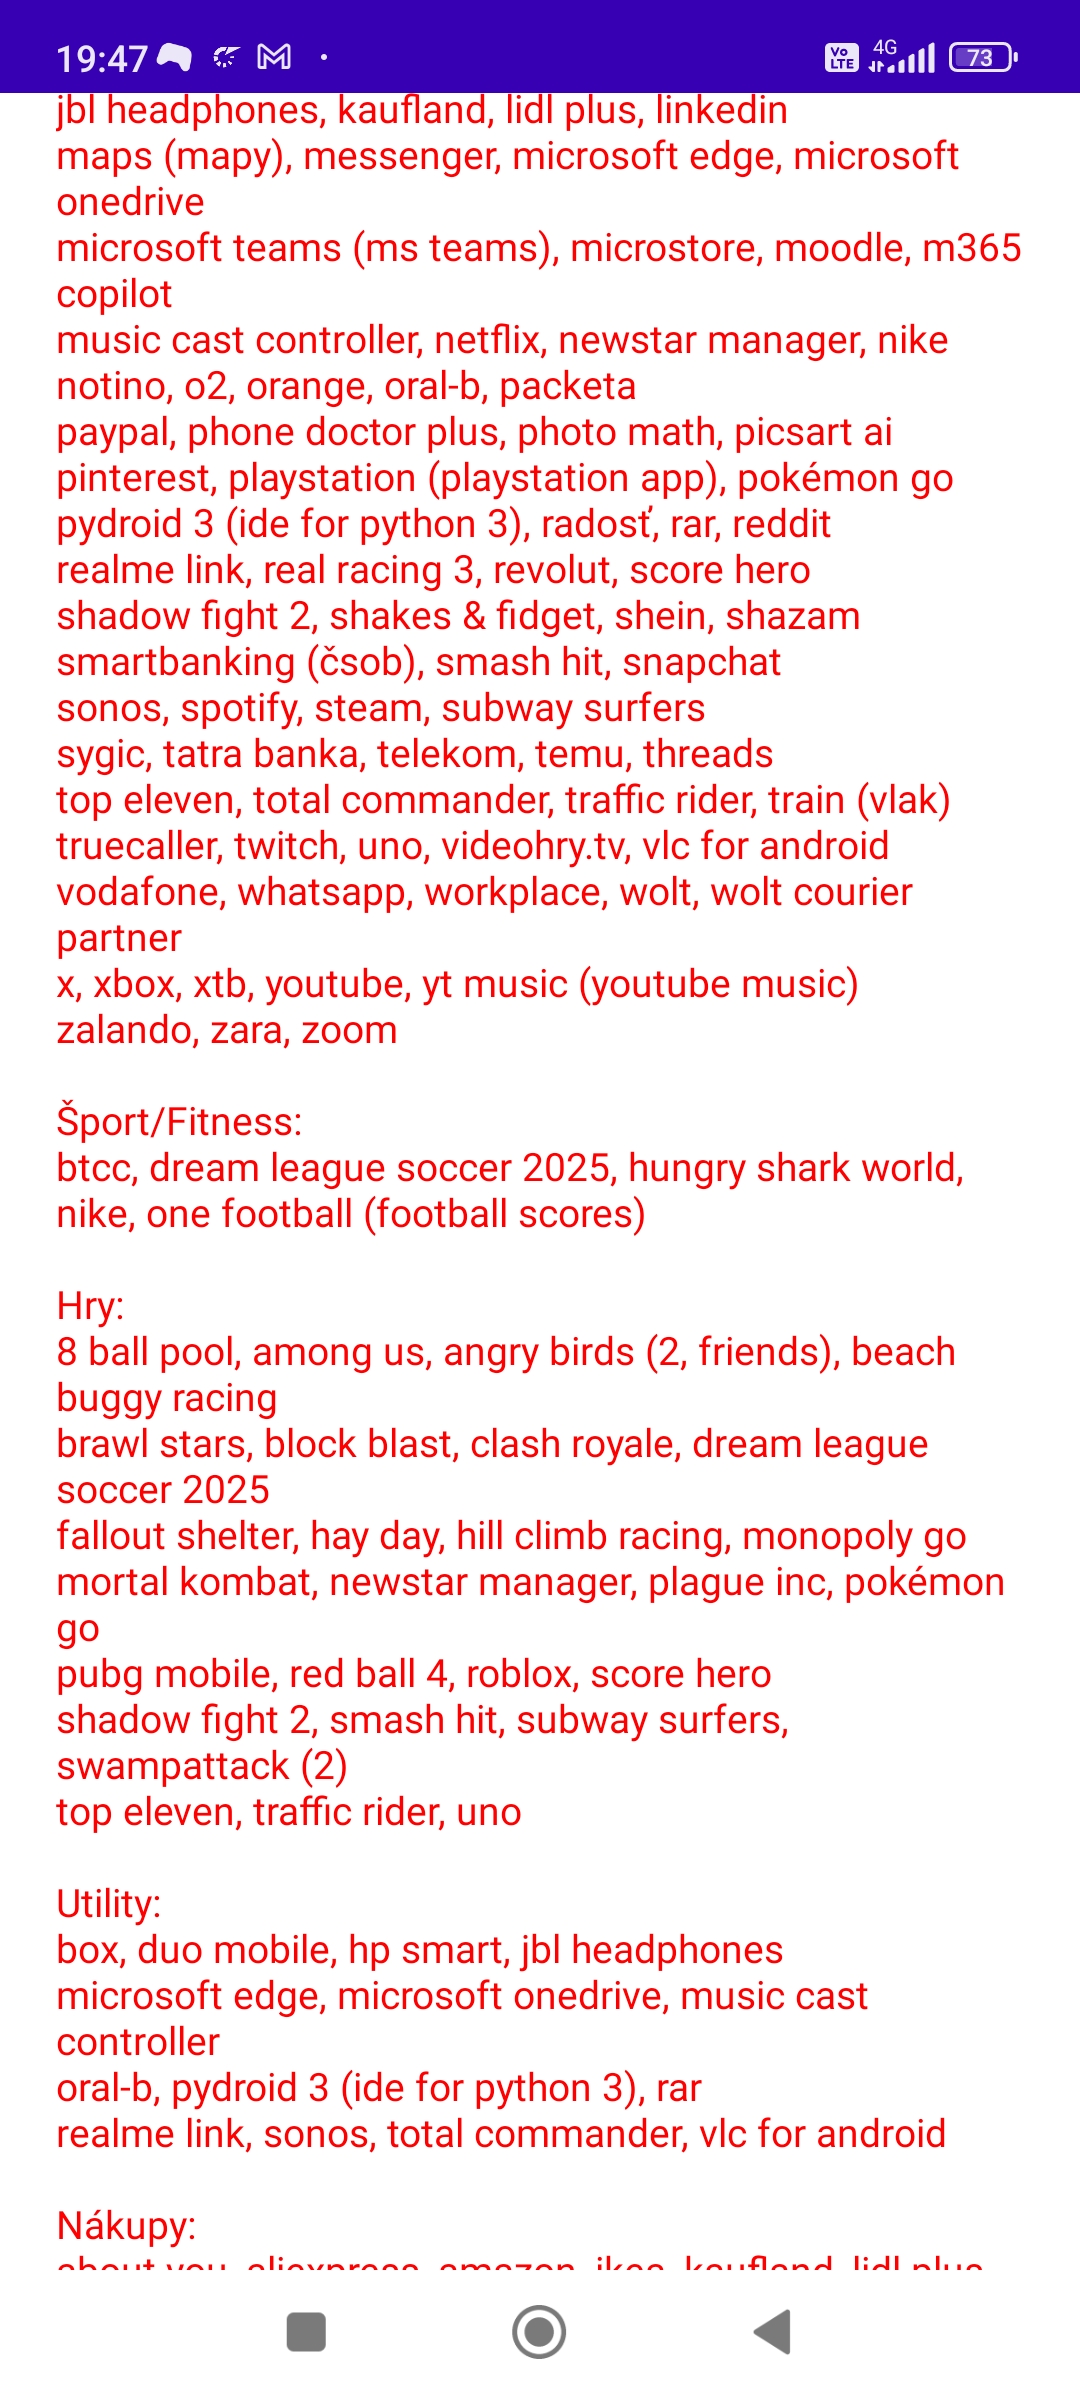 19:47
Vo LTE 4G 73
jbl headphones, kaufland, lidl plus, linkedin
maps (mapy), messenger, microsoft edge, microsoft
onedrive
microsoft teams (ms teams), microstore, moodle, m365
copilot
music cast controller, netflix, newstar manager, nike
notino, o2, orange, oral-b, packeta
paypal, phone doctor plus, photo math, picsart ai
pinterest, playstation (playstation app), pokémon go
pydroid 3 (ide for python 3), radosť, rar, reddit
realme link, real racing 3, revolut, score hero
shadow fight 2, shakes & fidget, shein, shazam
smartbanking (čsob), smash hit, snapchat
sonos, spotify, steam, subway surfers
sygic, tatra banka, telekom, temu, threads
top eleven, total commander, traffic rider, train (vlak)
truecaller, twitch, uno, videohry.tv, vlc for android
vodafone, whatsapp, workplace, wolt, wolt courier
partner
x, xbox, xtb, youtube, yt music (youtube music)
zalando, zara, zoom
Šport/Fitness:
btcc, dream league soccer 2025, hungry shark world,
nike, one football (football scores)
Hry:
8 ball pool, among us, angry birds (2, friends), beach
buggy racing
brawl stars, block blast, clash royale, dream league
soccer 2025
fallout shelter, hay day, hill climb racing, monopoly go
mortal kombat, newstar manager, plague inc, pokémon
go
pubg mobile, red ball 4, roblox, score hero
shadow fight 2, smash hit, subway surfers,
swampattack (2)
top eleven, traffic rider, uno
Utility:
box, duo mobile, hp smart, jbl headphones
microsoft edge, microsoft onedrive, music cast
controller
oral-b, pydroid 3 (ide for python 3), rar
realme link, sonos, total commander, vlc for android
Nákupy:
about you, aliexpress, amazon, ikea, kaufland, lidl plus